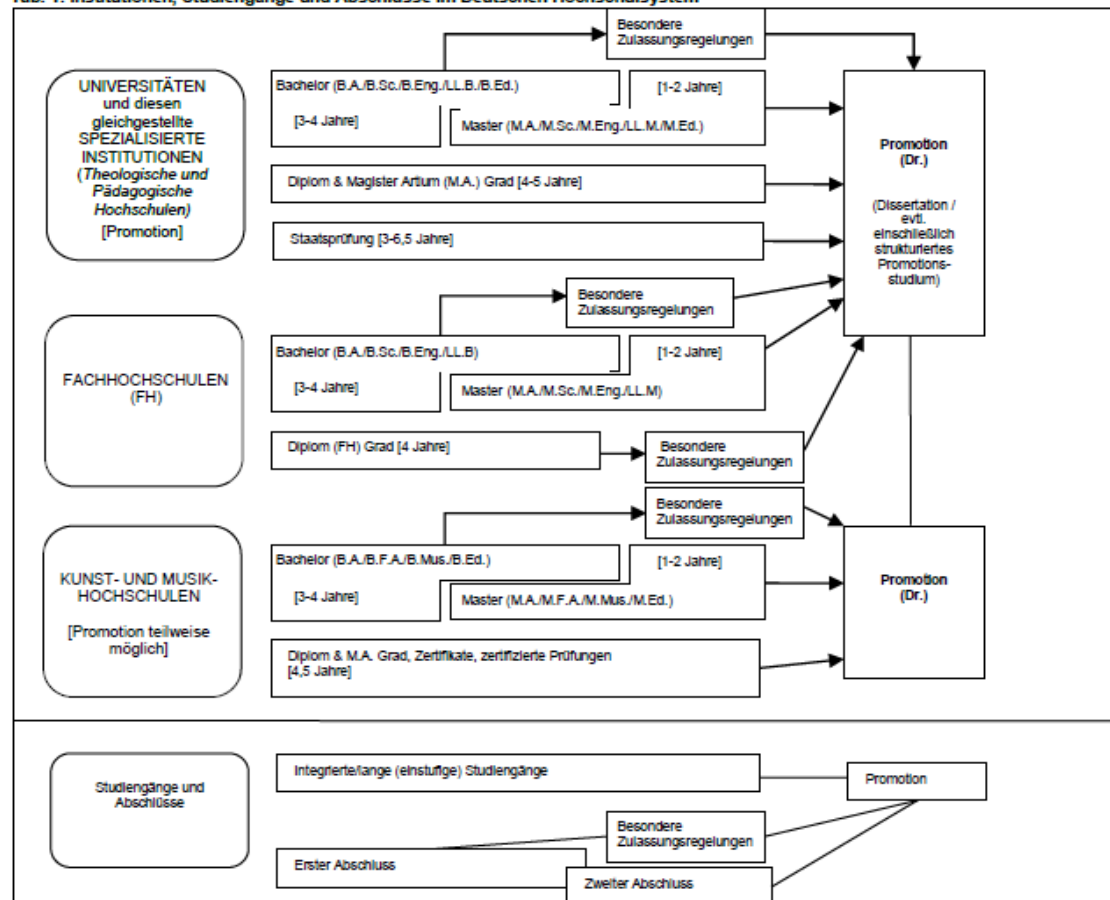 Tab. 1: Institutionen, Studiengänge und Abschlüsse im Deutschen Hochschulsystem
Besondere
Zulassungsregelungen
UNIVERSITÄTEN
und diesen
gleichgestellte
SPEZIALISIERTE
INSTITUTIONEN
(Theologische und
Pädagogische
Hochschulen)
[Promotion]
Bachelor (B.A./B.Sc./B.Eng./LL.B./B.Ed.)
[1-2 Jahre]
[3-4 Jahre]
Master (M.A./M.Sc./M.Eng./LL.M./M.Ed.)
Diplom & Magister Artium (M.A.) Grad [4-5 Jahre]
Staatsprüfung [3-6,5 Jahre]
Promotion
(Dr.)
(Dissertation /
evtl.
einschließlich
strukturiertes
Promotions-
studium)
Besondere
Zulassungsregelungen
FACHHOCHSCHULEN
(FH)
Bachelor (B.A./B.Sc./B.Eng./LL.B)
[1-2 Jahre]
[3-4 Jahre]
Master (M.A./M.Sc./M.Eng./LL.M)
Diplom (FH) Grad [4 Jahre]
Besondere
Zulassungsregelungen
Besondere
Zulassungsregelungen
KUNST- UND MUSIK-
HOCHSCHULEN
[Promotion teilweise
möglich]
Bachelor (B.A./B.F.A./B.Mus./B.Ed.)
[1-2 Jahre]
[3-4 Jahre]
Master (M.A./M.F.A./M.Mus./M.Ed.)
Diplom & M.A. Grad, Zertifikate, zertifizierte Prüfungen
[4,5 Jahre]
Promotion
(Dr.)
Studiengänge und
Abschlüsse
Integrierte/lange (einstufige) Studiengänge
Promotion
Besondere
Zulassungsregelungen
Erster Abschluss
Zweiter Abschluss